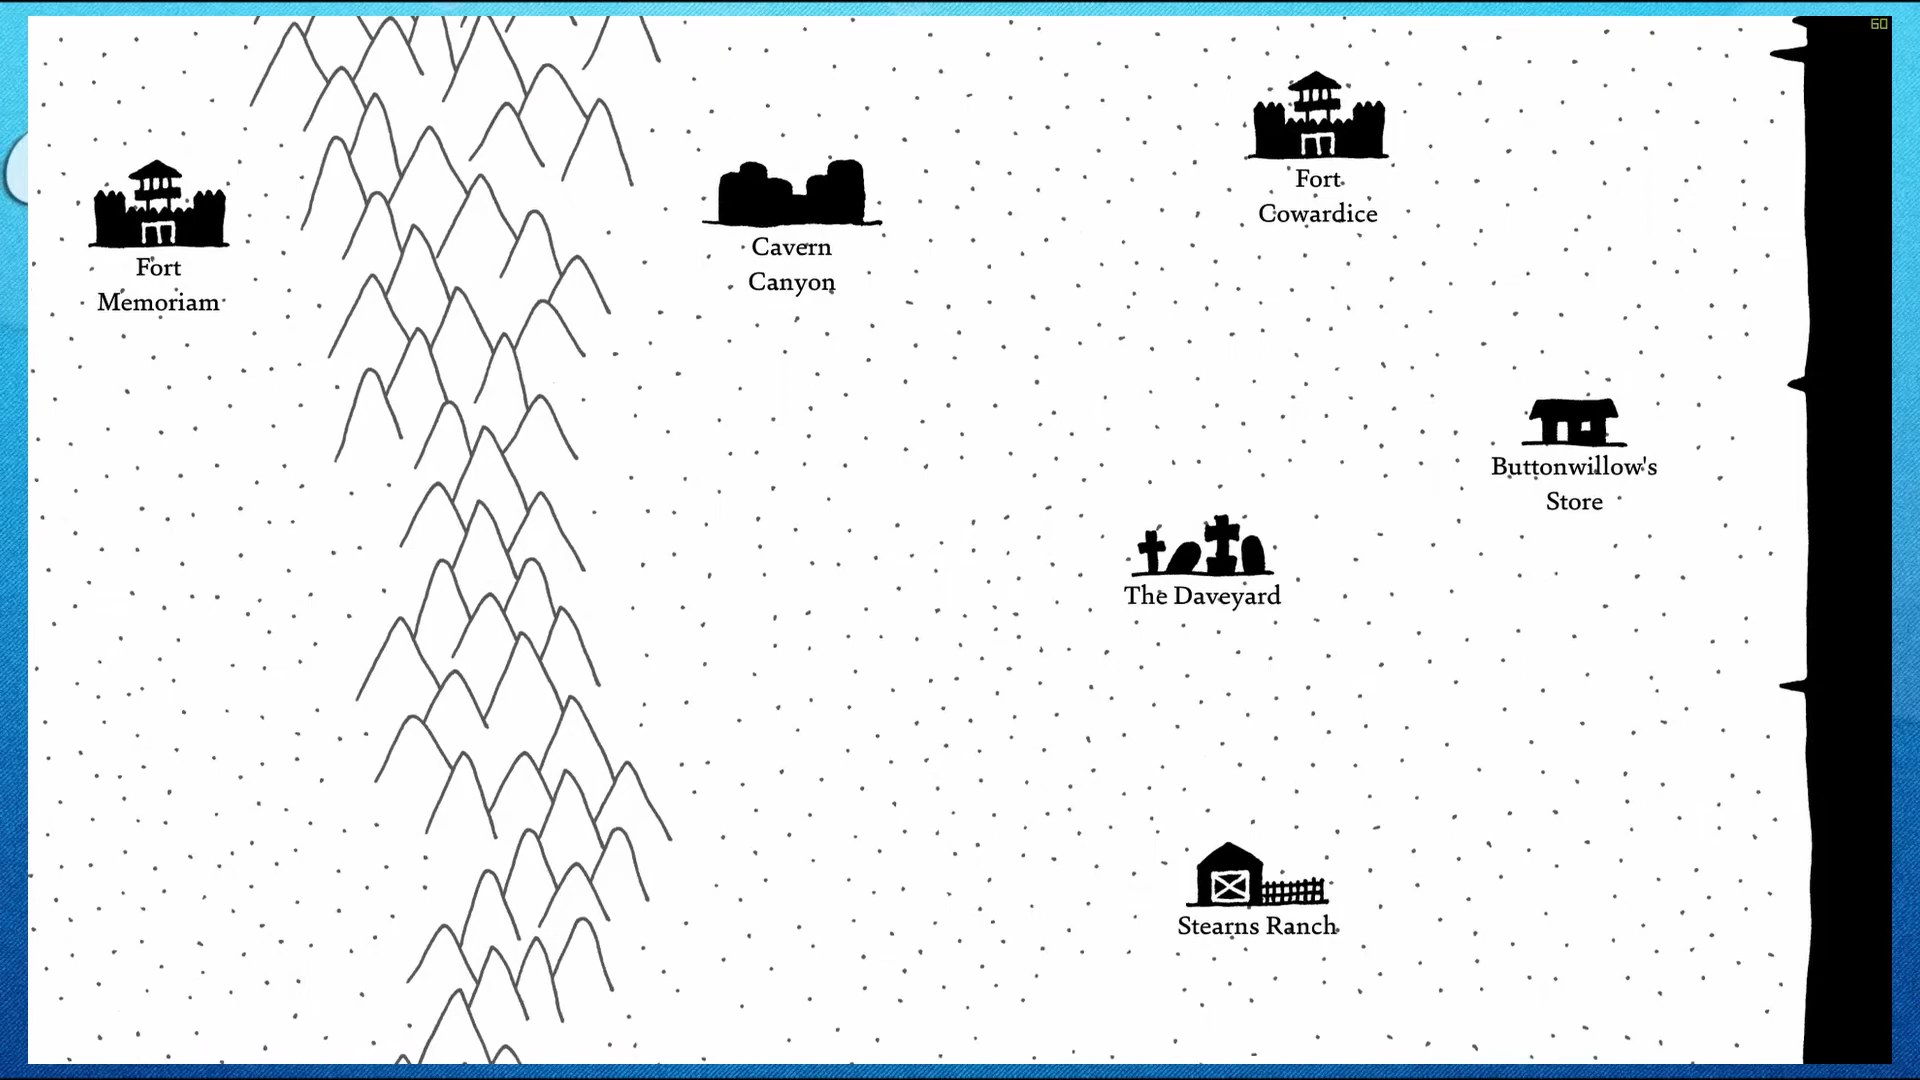 60
Fort
Cowardice
Fort
Memoriam
Cavern
Canyon
Buttonwillow's
Store
The Daveyard
Stearns Ranch